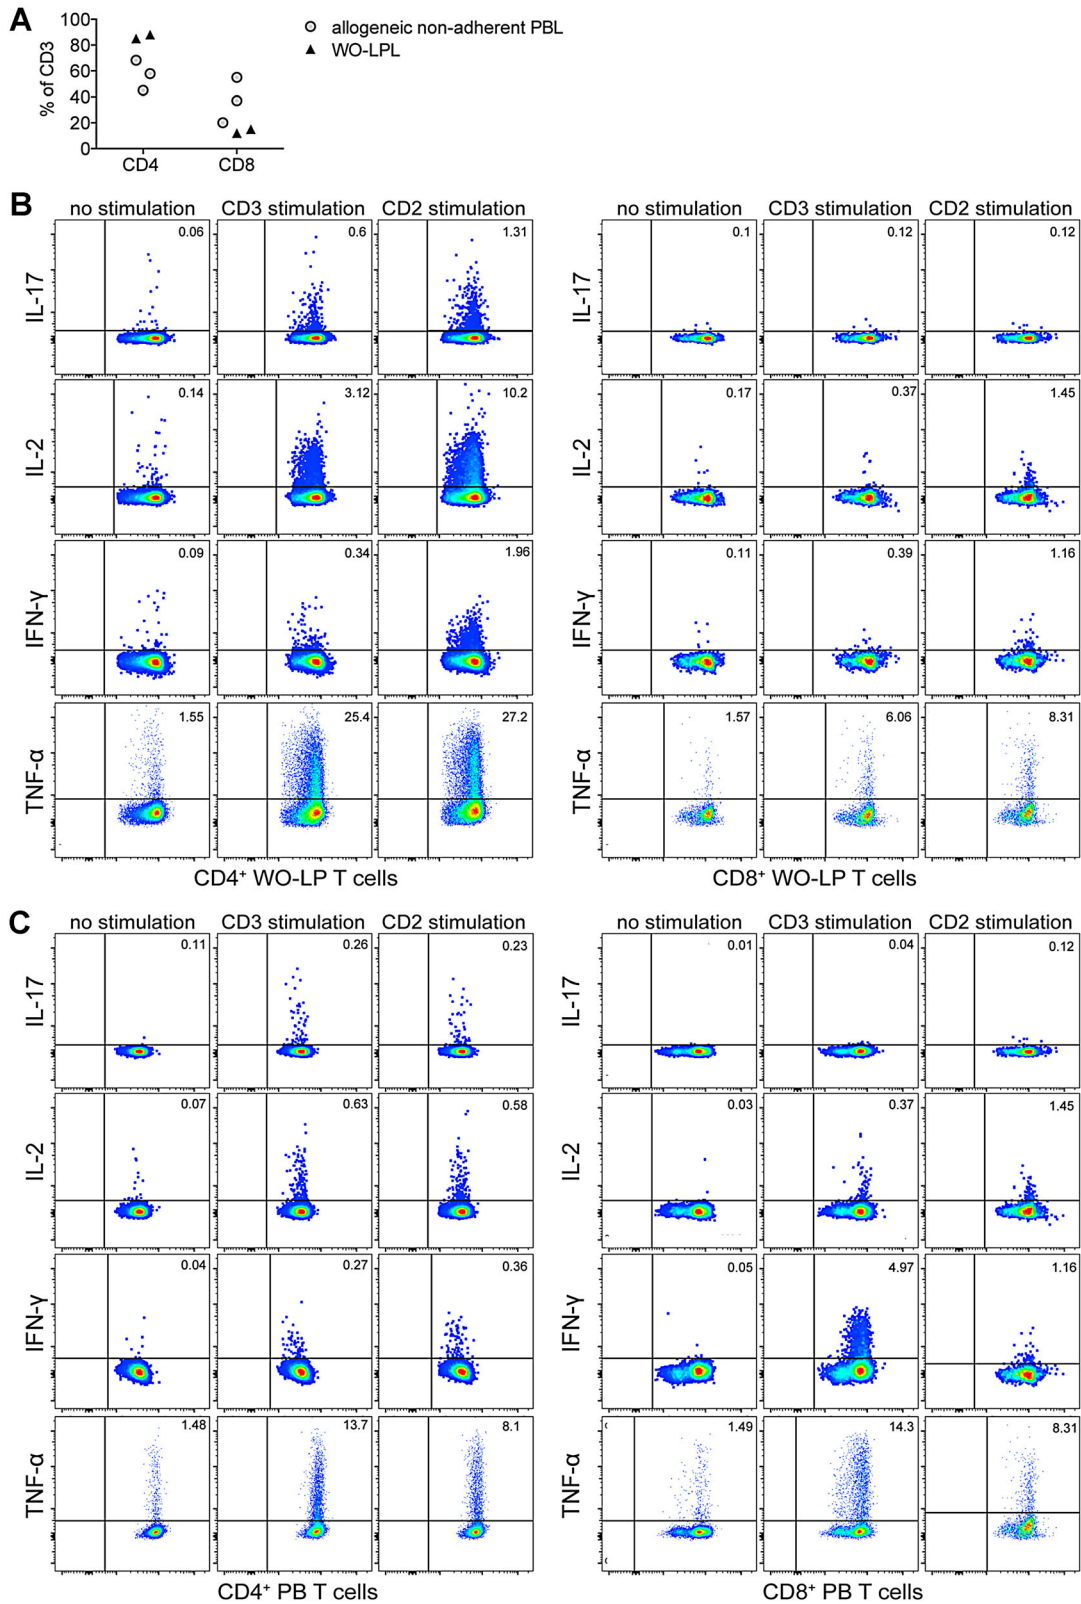 A
100
80
60
40
20
0
% of CD3
CD4 CD8
allogeneic non-adherent PBL
WO-LPL
B
no stimulation CD3 stimulation CD2 stimulation no stimulation CD3 stimulation CD2 stimulation
IL-17 0.06 0.6 1.31 IL-17 0.1 0.12 0.12
IL-2 0.14 3.12 10.2 IL-2 0.17 0.37 1.45
IFN-γ 0.09 0.34 1.96 IFN-γ 0.11 0.39 1.16
TNF-α 1.55 25.4 27.2 TNF-α 1.57 6.06 8.31
CD4⁺ WO-LP T cells CD8⁺ WO-LP T cells
C
no stimulation CD3 stimulation CD2 stimulation no stimulation CD3 stimulation CD2 stimulation
IL-17 0.11 0.26 0.23 IL-17 0.01 0.04 0.12
IL-2 0.07 0.63 0.58 IL-2 0.03 0.37 1.45
IFN-γ 0.04 0.27 0.36 IFN-γ 0.05 4.97 1.16
TNF-α 1.48 13.7 8.1 TNF-α 1.49 14.3 8.31
CD4⁺ PB T cells CD8⁺ PB T cells